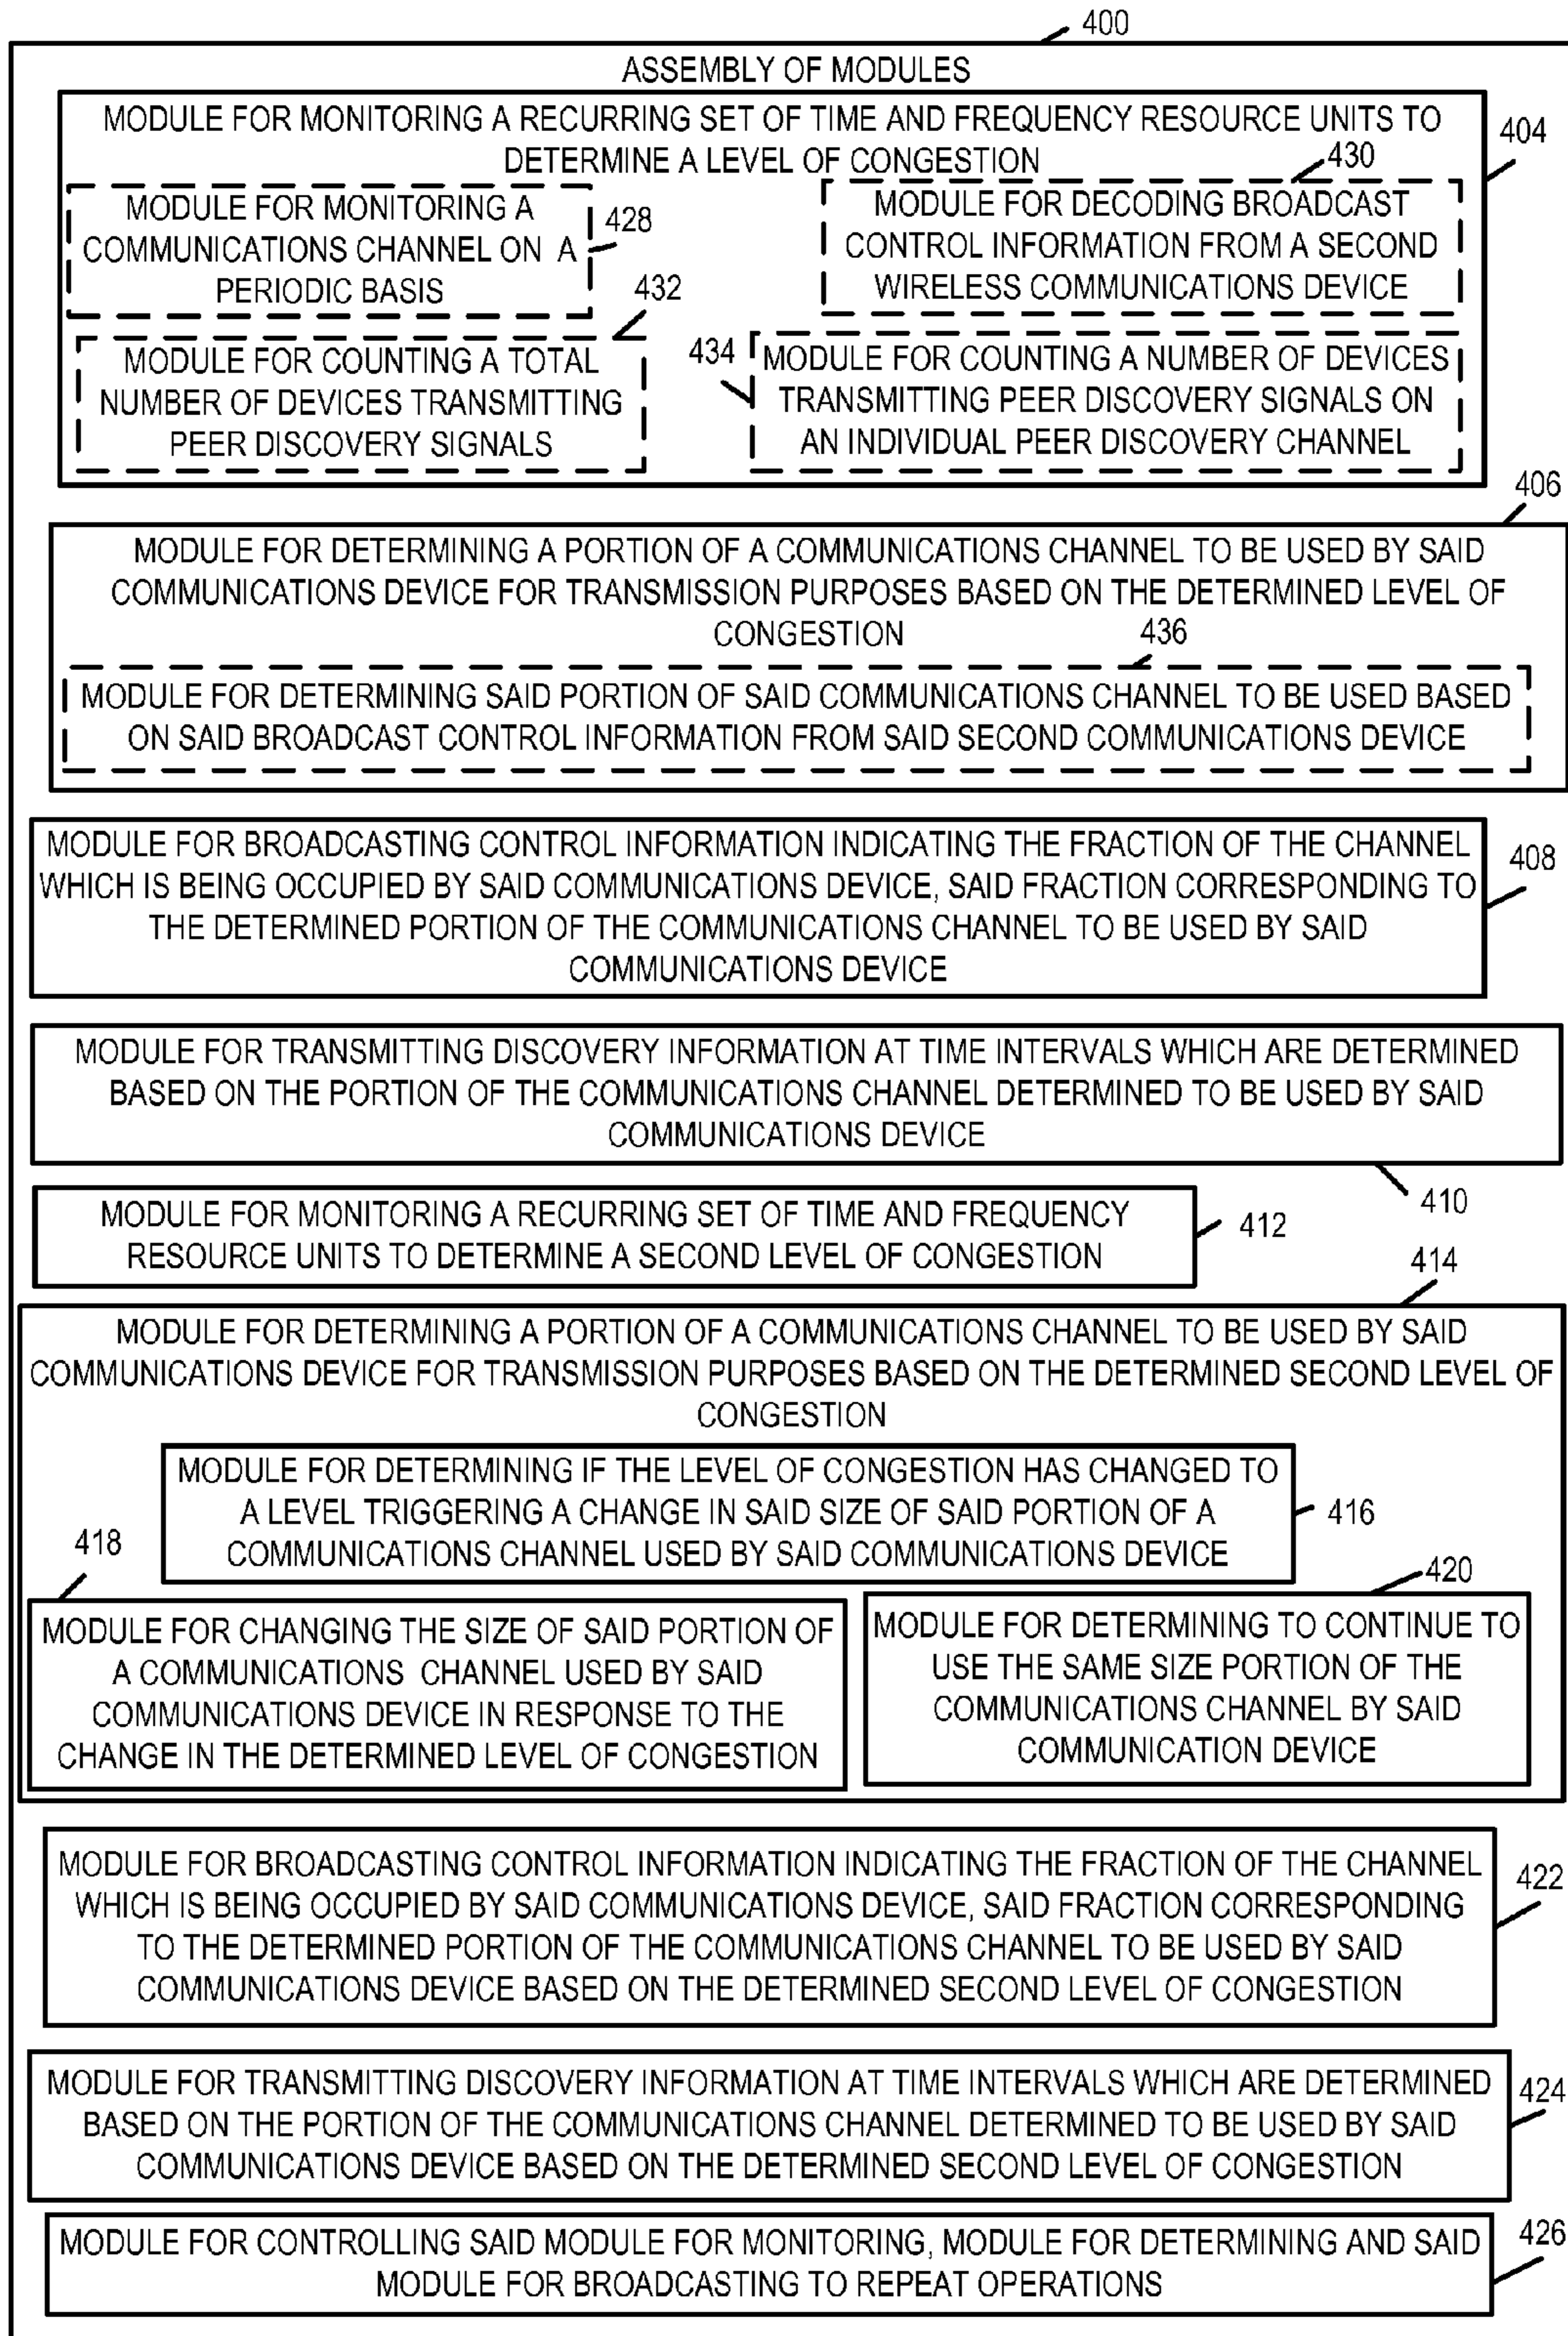 400
ASSEMBLY OF MODULES
MODULE FOR MONITORING A RECURRING SET OF TIME AND FREQUENCY RESOURCE UNITS TO
DETERMINE A LEVEL OF CONGESTION
404
430
MODULE FOR MONITORING A
COMMUNICATIONS CHANNEL ON A
PERIODIC BASIS
428
MODULE FOR DECODING BROADCAST
CONTROL INFORMATION FROM A SECOND
WIRELESS COMMUNICATIONS DEVICE
432
MODULE FOR COUNTING A TOTAL
NUMBER OF DEVICES TRANSMITTING
PEER DISCOVERY SIGNALS
434
MODULE FOR COUNTING A NUMBER OF DEVICES
TRANSMITTING PEER DISCOVERY SIGNALS ON
AN INDIVIDUAL PEER DISCOVERY CHANNEL
406
MODULE FOR DETERMINING A PORTION OF A COMMUNICATIONS CHANNEL TO BE USED BY SAID
COMMUNICATIONS DEVICE FOR TRANSMISSION PURPOSES BASED ON THE DETERMINED LEVEL OF
CONGESTION
436
MODULE FOR DETERMINING SAID PORTION OF SAID COMMUNICATIONS CHANNEL TO BE USED BASED
ON SAID BROADCAST CONTROL INFORMATION FROM SAID SECOND COMMUNICATIONS DEVICE
MODULE FOR BROADCASTING CONTROL INFORMATION INDICATING THE FRACTION OF THE CHANNEL
WHICH IS BEING OCCUPIED BY SAID COMMUNICATIONS DEVICE, SAID FRACTION CORRESPONDING TO
THE DETERMINED PORTION OF THE COMMUNICATIONS CHANNEL TO BE USED BY SAID
COMMUNICATIONS DEVICE
408
MODULE FOR TRANSMITTING DISCOVERY INFORMATION AT TIME INTERVALS WHICH ARE DETERMINED
BASED ON THE PORTION OF THE COMMUNICATIONS CHANNEL DETERMINED TO BE USED BY SAID
COMMUNICATIONS DEVICE
410
MODULE FOR MONITORING A RECURRING SET OF TIME AND FREQUENCY
RESOURCE UNITS TO DETERMINE A SECOND LEVEL OF CONGESTION
412
414
MODULE FOR DETERMINING A PORTION OF A COMMUNICATIONS CHANNEL TO BE USED BY SAID
COMMUNICATIONS DEVICE FOR TRANSMISSION PURPOSES BASED ON THE DETERMINED SECOND LEVEL OF
CONGESTION
MODULE FOR DETERMINING IF THE LEVEL OF CONGESTION HAS CHANGED TO
A LEVEL TRIGGERING A CHANGE IN SAID SIZE OF SAID PORTION OF A
COMMUNICATIONS CHANNEL USED BY SAID COMMUNICATIONS DEVICE
416
418
MODULE FOR CHANGING THE SIZE OF SAID PORTION OF
A COMMUNICATIONS CHANNEL USED BY SAID
COMMUNICATIONS DEVICE IN RESPONSE TO THE
CHANGE IN THE DETERMINED LEVEL OF CONGESTION
420
MODULE FOR DETERMINING TO CONTINUE TO
USE THE SAME SIZE PORTION OF THE
COMMUNICATIONS CHANNEL BY SAID
COMMUNICATION DEVICE
MODULE FOR BROADCASTING CONTROL INFORMATION INDICATING THE FRACTION OF THE CHANNEL
WHICH IS BEING OCCUPIED BY SAID COMMUNICATIONS DEVICE, SAID FRACTION CORRESPONDING
TO THE DETERMINED PORTION OF THE COMMUNICATIONS CHANNEL TO BE USED BY SAID
COMMUNICATIONS DEVICE BASED ON THE DETERMINED SECOND LEVEL OF CONGESTION
422
MODULE FOR TRANSMITTING DISCOVERY INFORMATION AT TIME INTERVALS WHICH ARE DETERMINED
BASED ON THE PORTION OF THE COMMUNICATIONS CHANNEL DETERMINED TO BE USED BY SAID
COMMUNICATIONS DEVICE BASED ON THE DETERMINED SECOND LEVEL OF CONGESTION
424
MODULE FOR CONTROLLING SAID MODULE FOR MONITORING, MODULE FOR DETERMINING AND SAID
MODULE FOR BROADCASTING TO REPEAT OPERATIONS
426